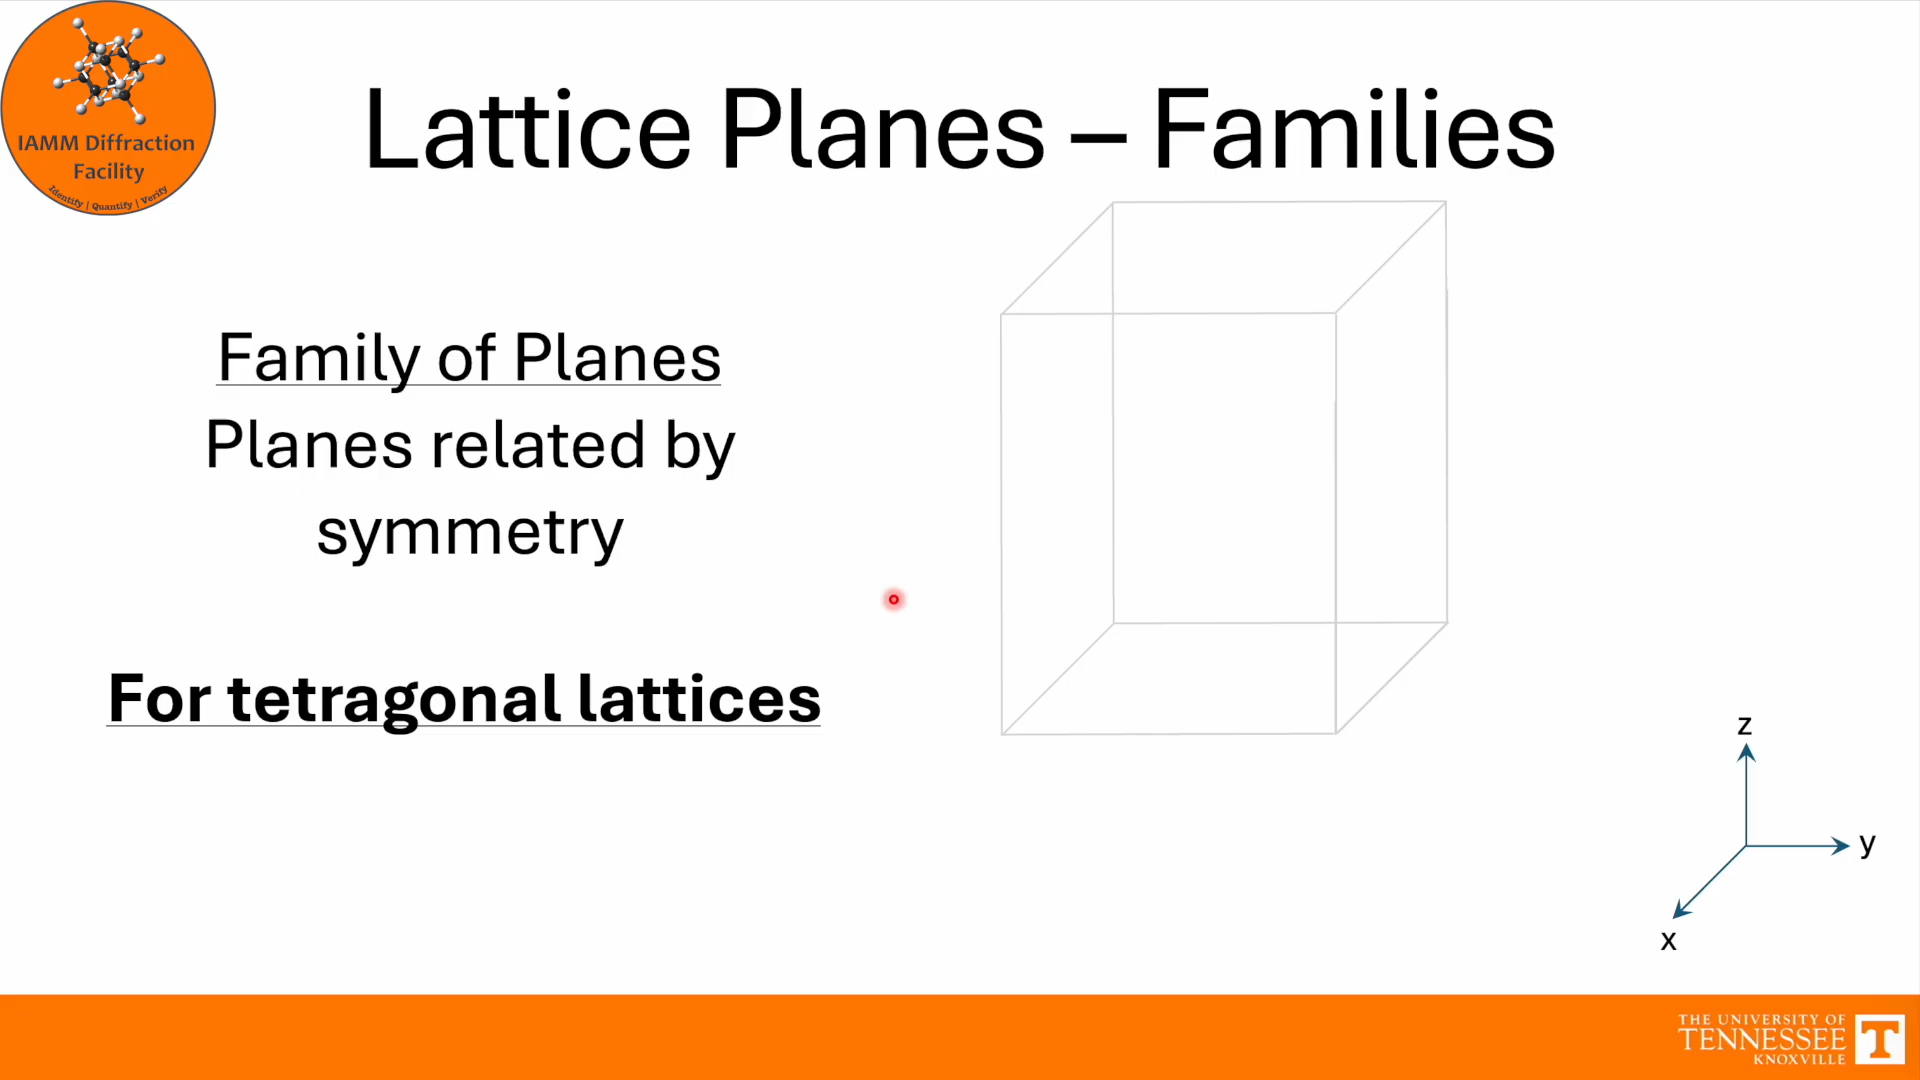 IAMM Diffraction
Facility
Identify | Quantify | Verify
Lattice Planes – Families
Family of Planes
Planes related by
symmetry
For tetragonal lattices
z
y
x
THE UNIVERSITY OF
TENNESSEE
KNOXVILLE
T